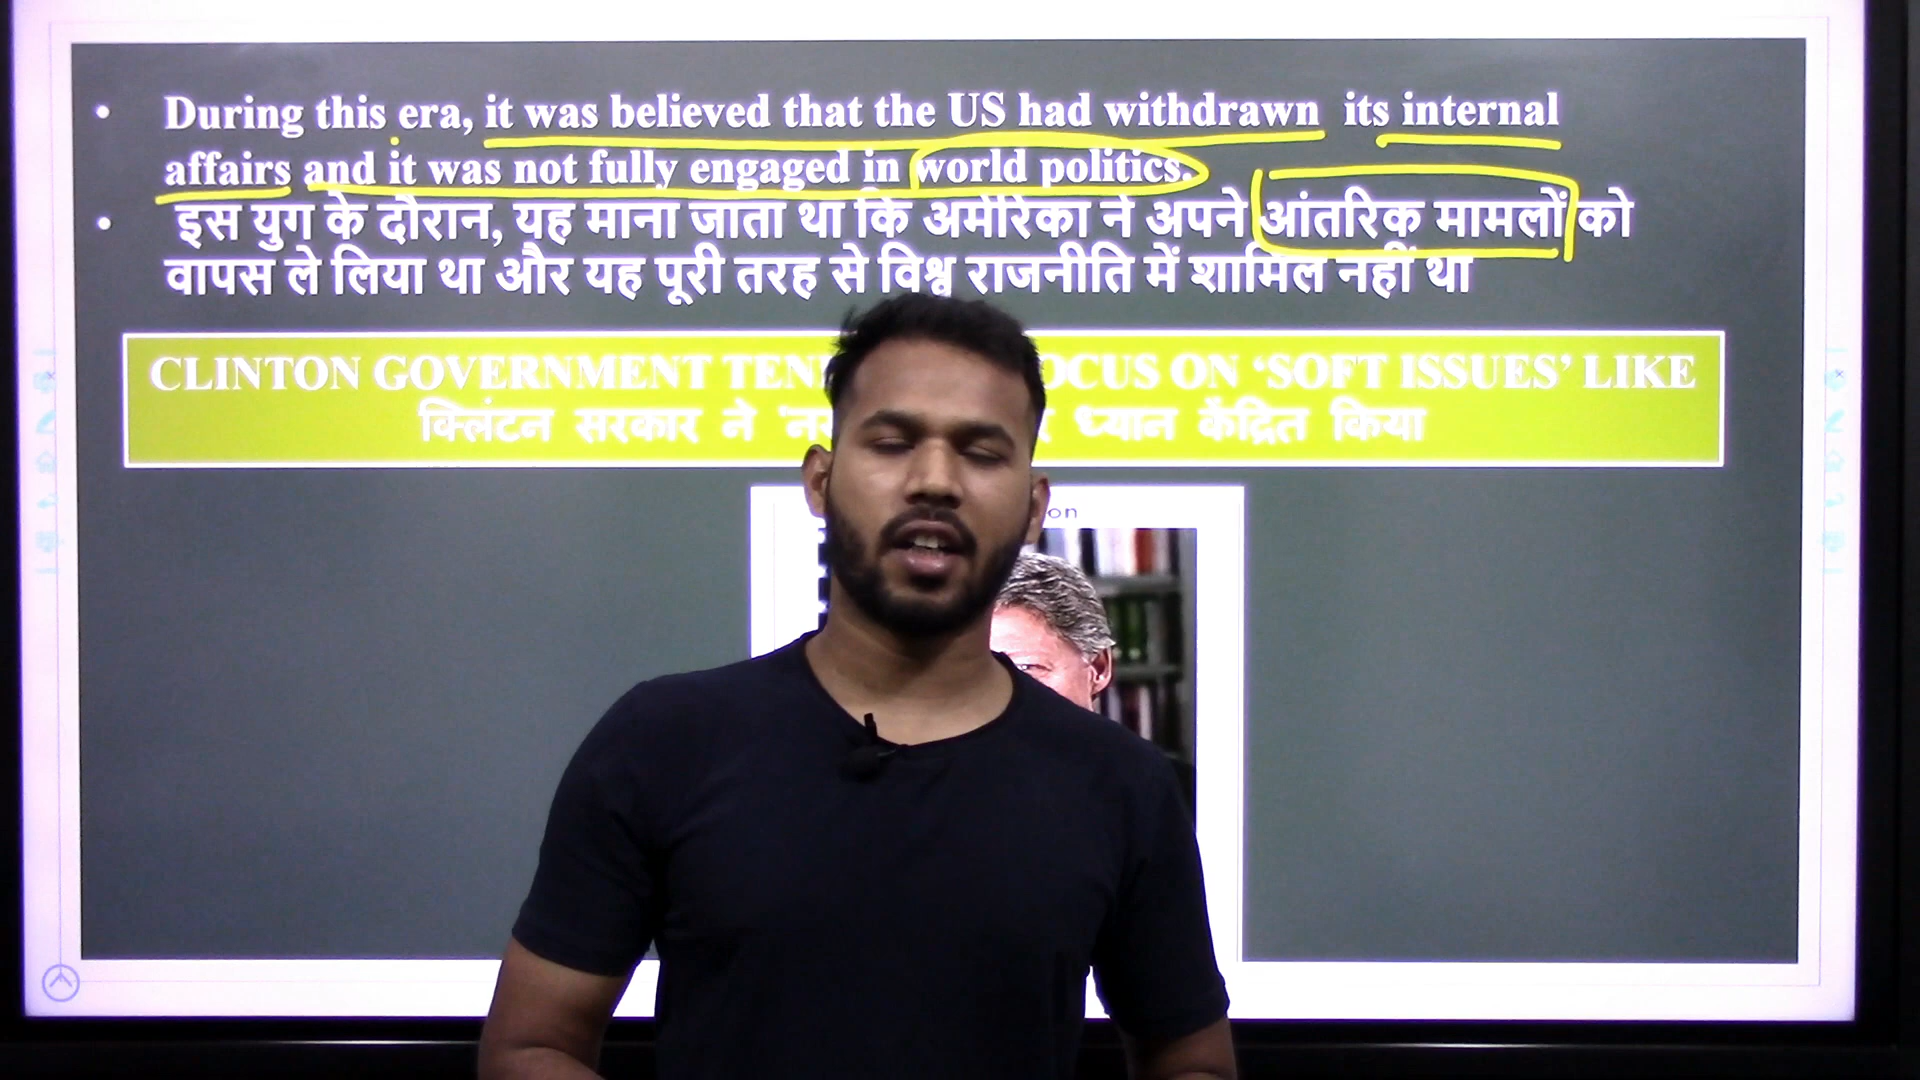 • During this era, it was believed that the US had withdrawn its internal
affairs and it was not fully engaged in world politics.
• इस युग के दौरान, यह माना जाता था कि अमेरिका ने अपने आंतरिक मामलों को
वापस ले लिया था और यह पूरी तरह से विश्व राजनीति में शामिल नहीं था
CLINTON GOVERNMENT ON ‘SOFT ISSUES’ LIKE
क्लिंटन सरकार ने ध्यान केंद्रित किया